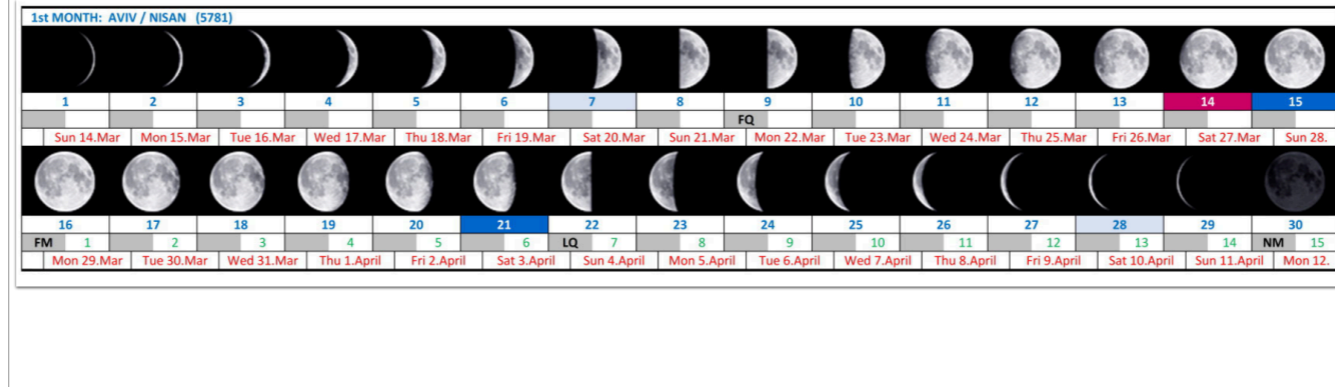 1st MONTH: AVIV / NISAN (5781)
1 2 3 4 5 6 7 8 9 10 11 12 13 14 15
FQ
Sun 14.Mar Mon 15.Mar Tue 16.Mar Wed 17.Mar Thu 18.Mar Fri 19.Mar Sat 20.Mar Sun 21.Mar Mon 22.Mar Tue 23.Mar Wed 24.Mar Thu 25.Mar Fri 26.Mar Sat 27.Mar Sun 28.
16 17 18 19 20 21 22 23 24 25 26 27 28 29 30
FM 1 2 3 4 5 6 LQ 7 8 9 10 11 12 13 14 NM 15
Mon 29.Mar Tue 30.Mar Wed 31.Mar Thu 1.April Fri 2.April Sat 3.April Sun 4.April Mon 5.April Tue 6.April Wed 7.April Thu 8.April Fri 9.April Sat 10.April Sun 11.April Mon 12.